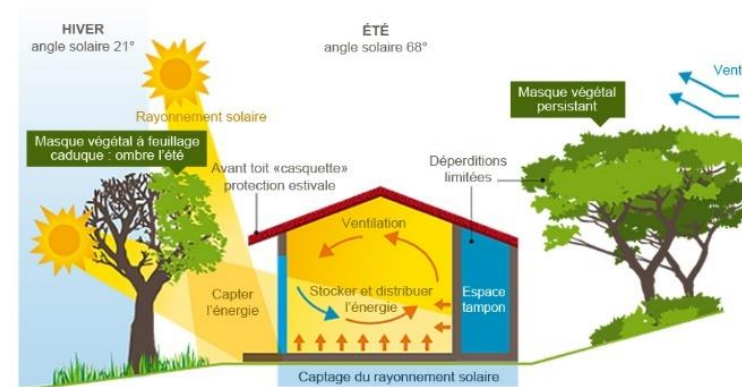 HIVER
angle solaire 21°
ÉTÉ
angle solaire 68°
Vent
Masque végétal
persistant
Rayonnement solaire
Masque végétal à feuillage
caduque : ombre l'été
Avant toit «casquette»
protection estivale
Déperditions
limitées
Ventilation
Capter
l'énergie
Stocker et distribuer
l'énergie
Espace
tampon
Captage du rayonnement solaire